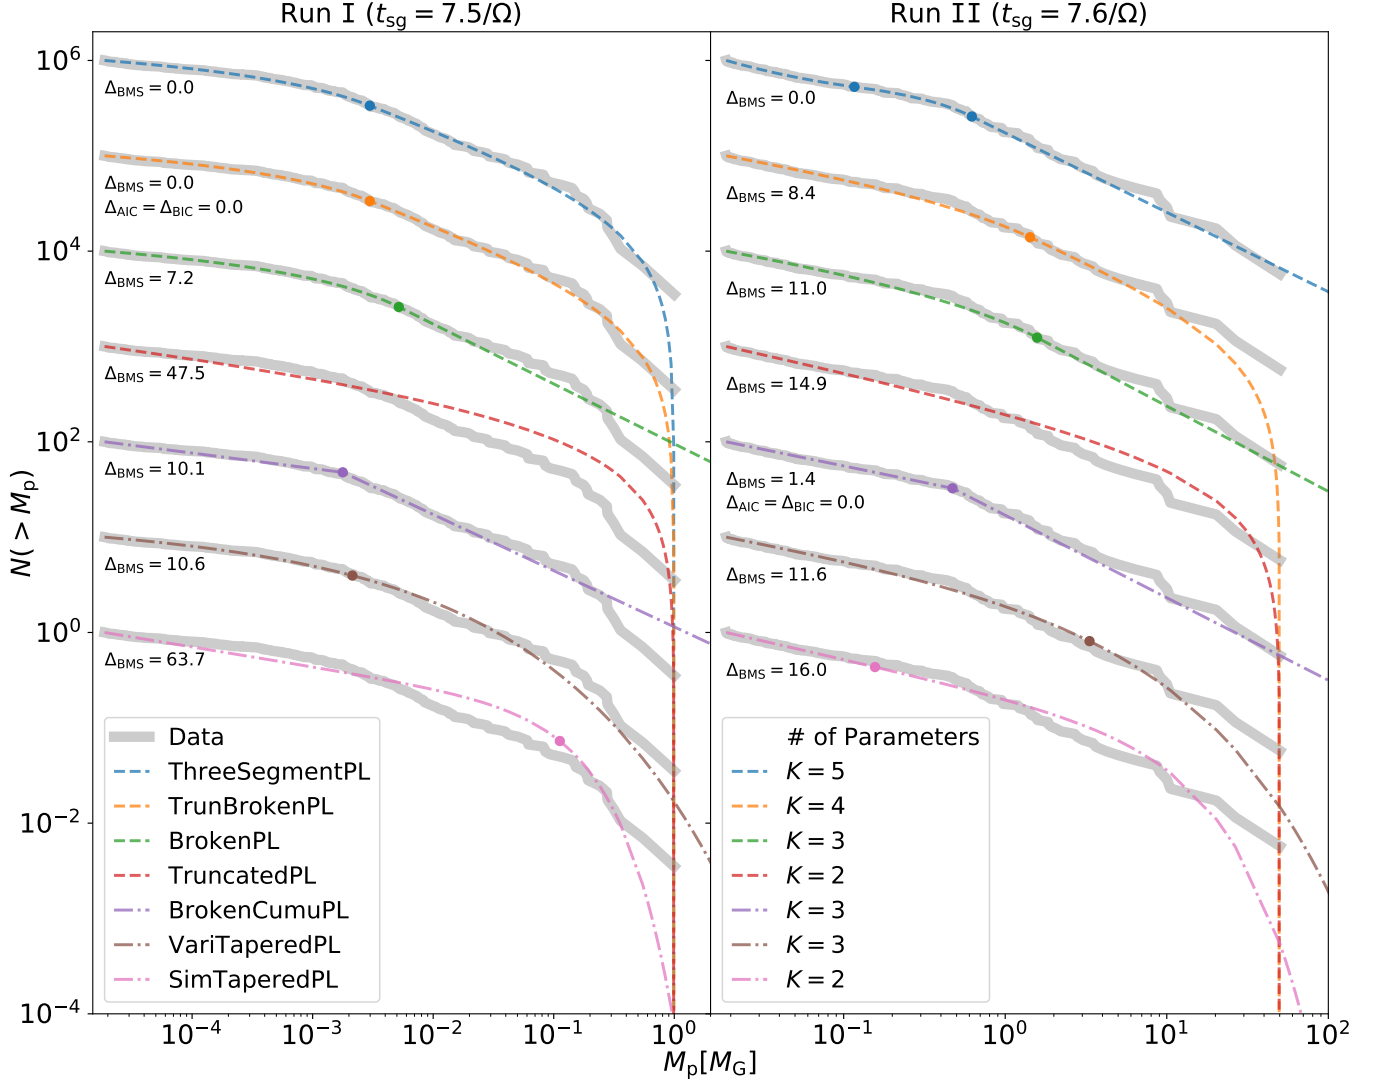 Run I (t_sg = 7.5/Ω)
Run II (t_sg = 7.6/Ω)
N(> M_p)
10^6
10^4
10^2
10^0
10^−2
10^−4
Δ_BMS = 0.0
Δ_BMS = 0.0
Δ_AIC = Δ_BIC = 0.0
Δ_BMS = 7.2
Δ_BMS = 47.5
Δ_BMS = 10.1
Δ_BMS = 10.6
Δ_BMS = 63.7
Data
ThreeSegmentPL
TrunBrokenPL
BrokenPL
TruncatedPL
BrokenCumuPL
VariTaperedPL
SimTaperedPL
10^−4
10^−3
10^−2
10^−1
10^0
Δ_BMS = 0.0
Δ_BMS = 8.4
Δ_BMS = 11.0
Δ_BMS = 14.9
Δ_BMS = 1.4
Δ_AIC = Δ_BIC = 0.0
Δ_BMS = 11.6
Δ_BMS = 16.0
# of Parameters
K = 5
K = 4
K = 3
K = 2
K = 3
K = 3
K = 2
10^−1
10^0
10^1
10^2
M_p[M_G]